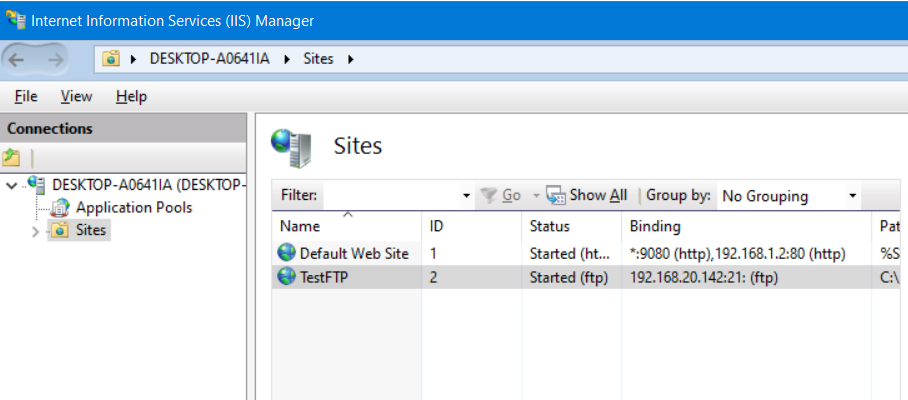 Internet Information Services (IIS) Manager
DESKTOP-A0641IA Sites
File View Help
Connections
DESKTOP-A0641IA (DESKTOP-
Application Pools
Sites
Sites
Filter: Go Show All Group by: No Grouping
Name ID Status Binding Pat
Default Web Site 1 Started (ht... *:9080 (http),192.168.1.2:80 (http) %S
TestFTP 2 Started (ftp) 192.168.20.142:21: (ftp) C:\